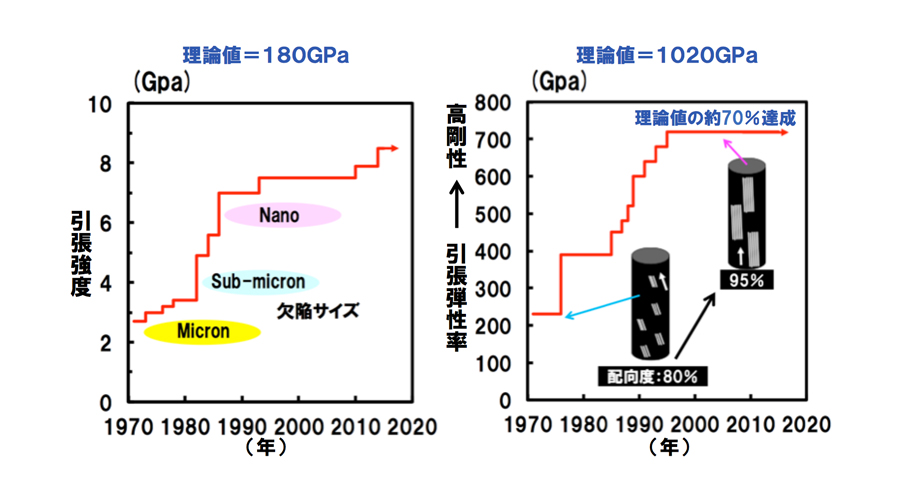 理論値＝180GPa
(Gpa)
引張強度
10
8
6
4
2
0
Nano
Sub-micron
欠陥サイズ
Micron
1970 1980 1990 2000 2010 2020
（年）
理論値＝1020GPa
(Gpa)
引張弾性率 → 高剛性
800
700
600
500
400
300
200
100
0
理論値の約70%達成
95%
配向度：80%
1970 1980 1990 2000 2010 2020
（年）